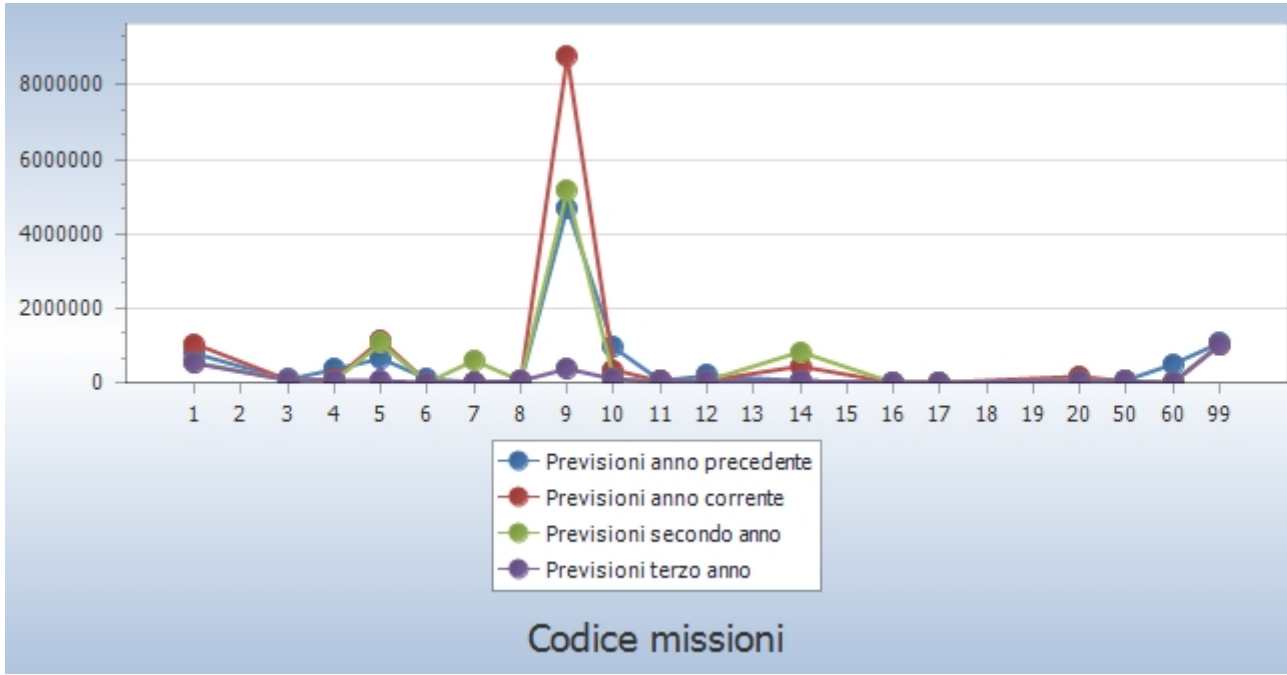 8000000
6000000
4000000
2000000
0
1 2 3 4 5 6 7 8 9 10 11 12 13 14 15 16 17 18 19 20 50 60 99
Previsioni anno precedente
Previsioni anno corrente
Previsioni secondo anno
Previsioni terzo anno
Codice missioni